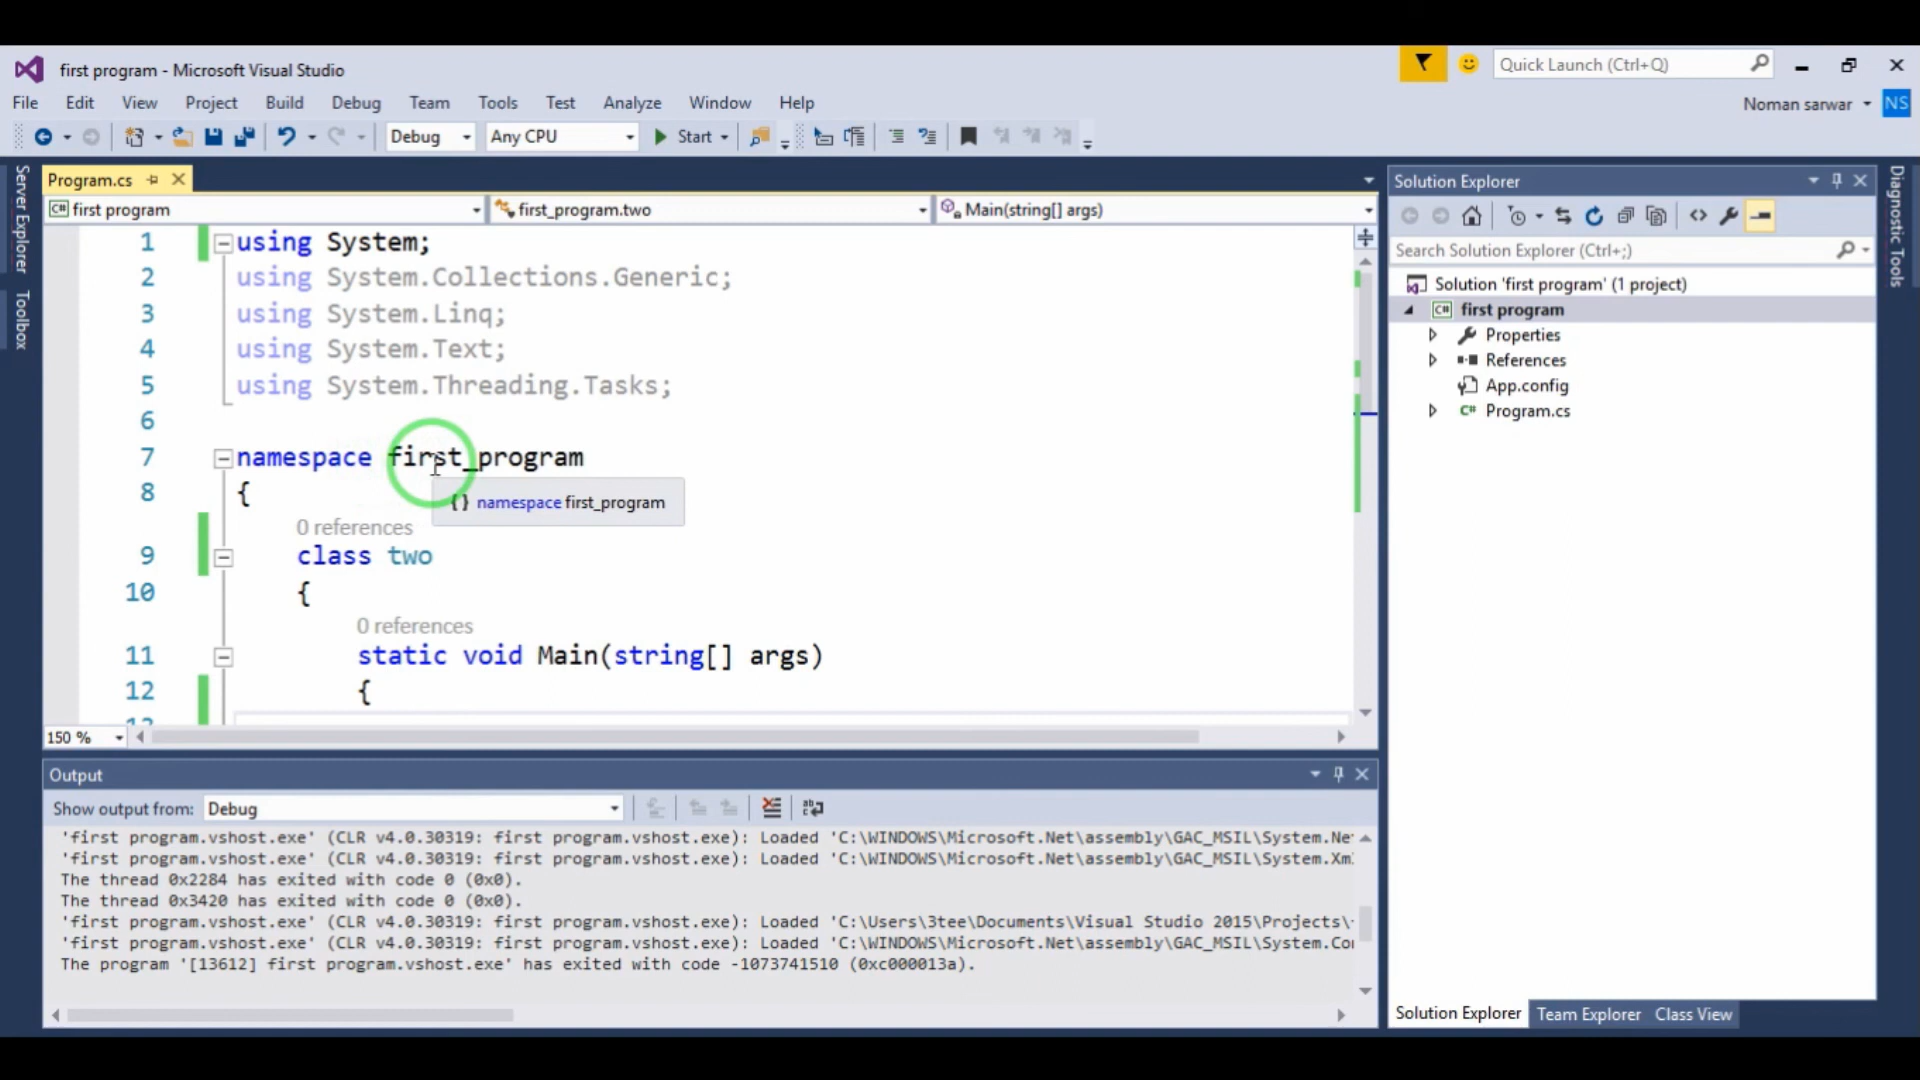 first program - Microsoft Visual Studio
Quick Launch (Ctrl+Q)
File Edit View Project Build Debug Team Tools Test Analyze Window Help
Noman sarwar NS
Debug Any CPU Start
Server Explorer
Toolbox
Program.cs
C# first program first_program.two Main(string[] args)
1 using System;
2 using System.Collections.Generic;
3 using System.Linq;
4 using System.Text;
5 using System.Threading.Tasks;
6
7 namespace first_program
8 {
{ } namespace first_program
0 references
9 class two
10 {
0 references
11 static void Main(string[] args)
12 {
13
150 %
Output
Show output from: Debug
'first program.vshost.exe' (CLR v4.0.30319: first program.vshost.exe): Loaded 'C:\WINDOWS\Microsoft.Net\assembly\GAC_MSIL\System.Ne
'first program.vshost.exe' (CLR v4.0.30319: first program.vshost.exe): Loaded 'C:\WINDOWS\Microsoft.Net\assembly\GAC_MSIL\System.Xm
The thread 0x2284 has exited with code 0 (0x0).
The thread 0x3420 has exited with code 0 (0x0).
'first program.vshost.exe' (CLR v4.0.30319: first program.vshost.exe): Loaded 'C:\Users\3tee\Documents\Visual Studio 2015\Projects\
'first program.vshost.exe' (CLR v4.0.30319: first program.vshost.exe): Loaded 'C:\WINDOWS\Microsoft.Net\assembly\GAC_MSIL\System.Co
The program '[13612] first program.vshost.exe' has exited with code -1073741510 (0xc000013a).
Solution Explorer
Search Solution Explorer (Ctrl+;)
Solution 'first program' (1 project)
C# first program
Properties
References
App.config
C# Program.cs
Solution Explorer Team Explorer Class View
Diagnostic Tools